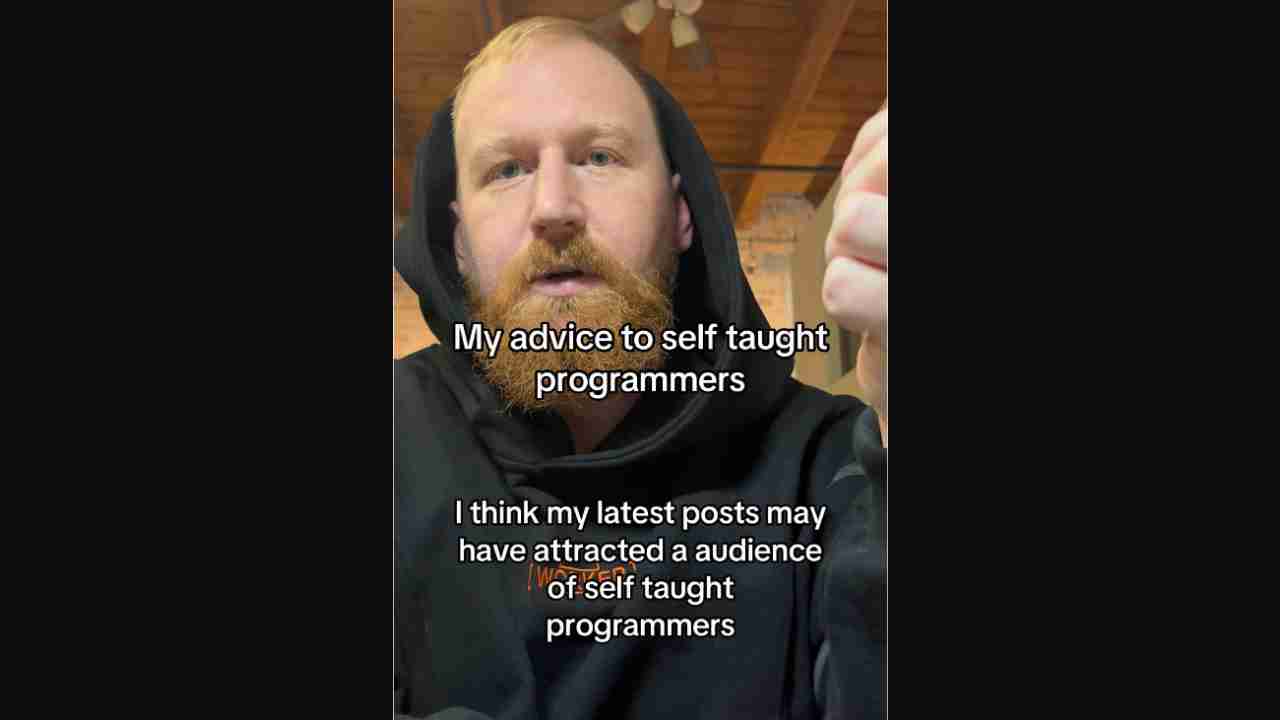 My advice to self taught
programmers
I think my latest posts may
have attracted a audience
of self taught
programmers